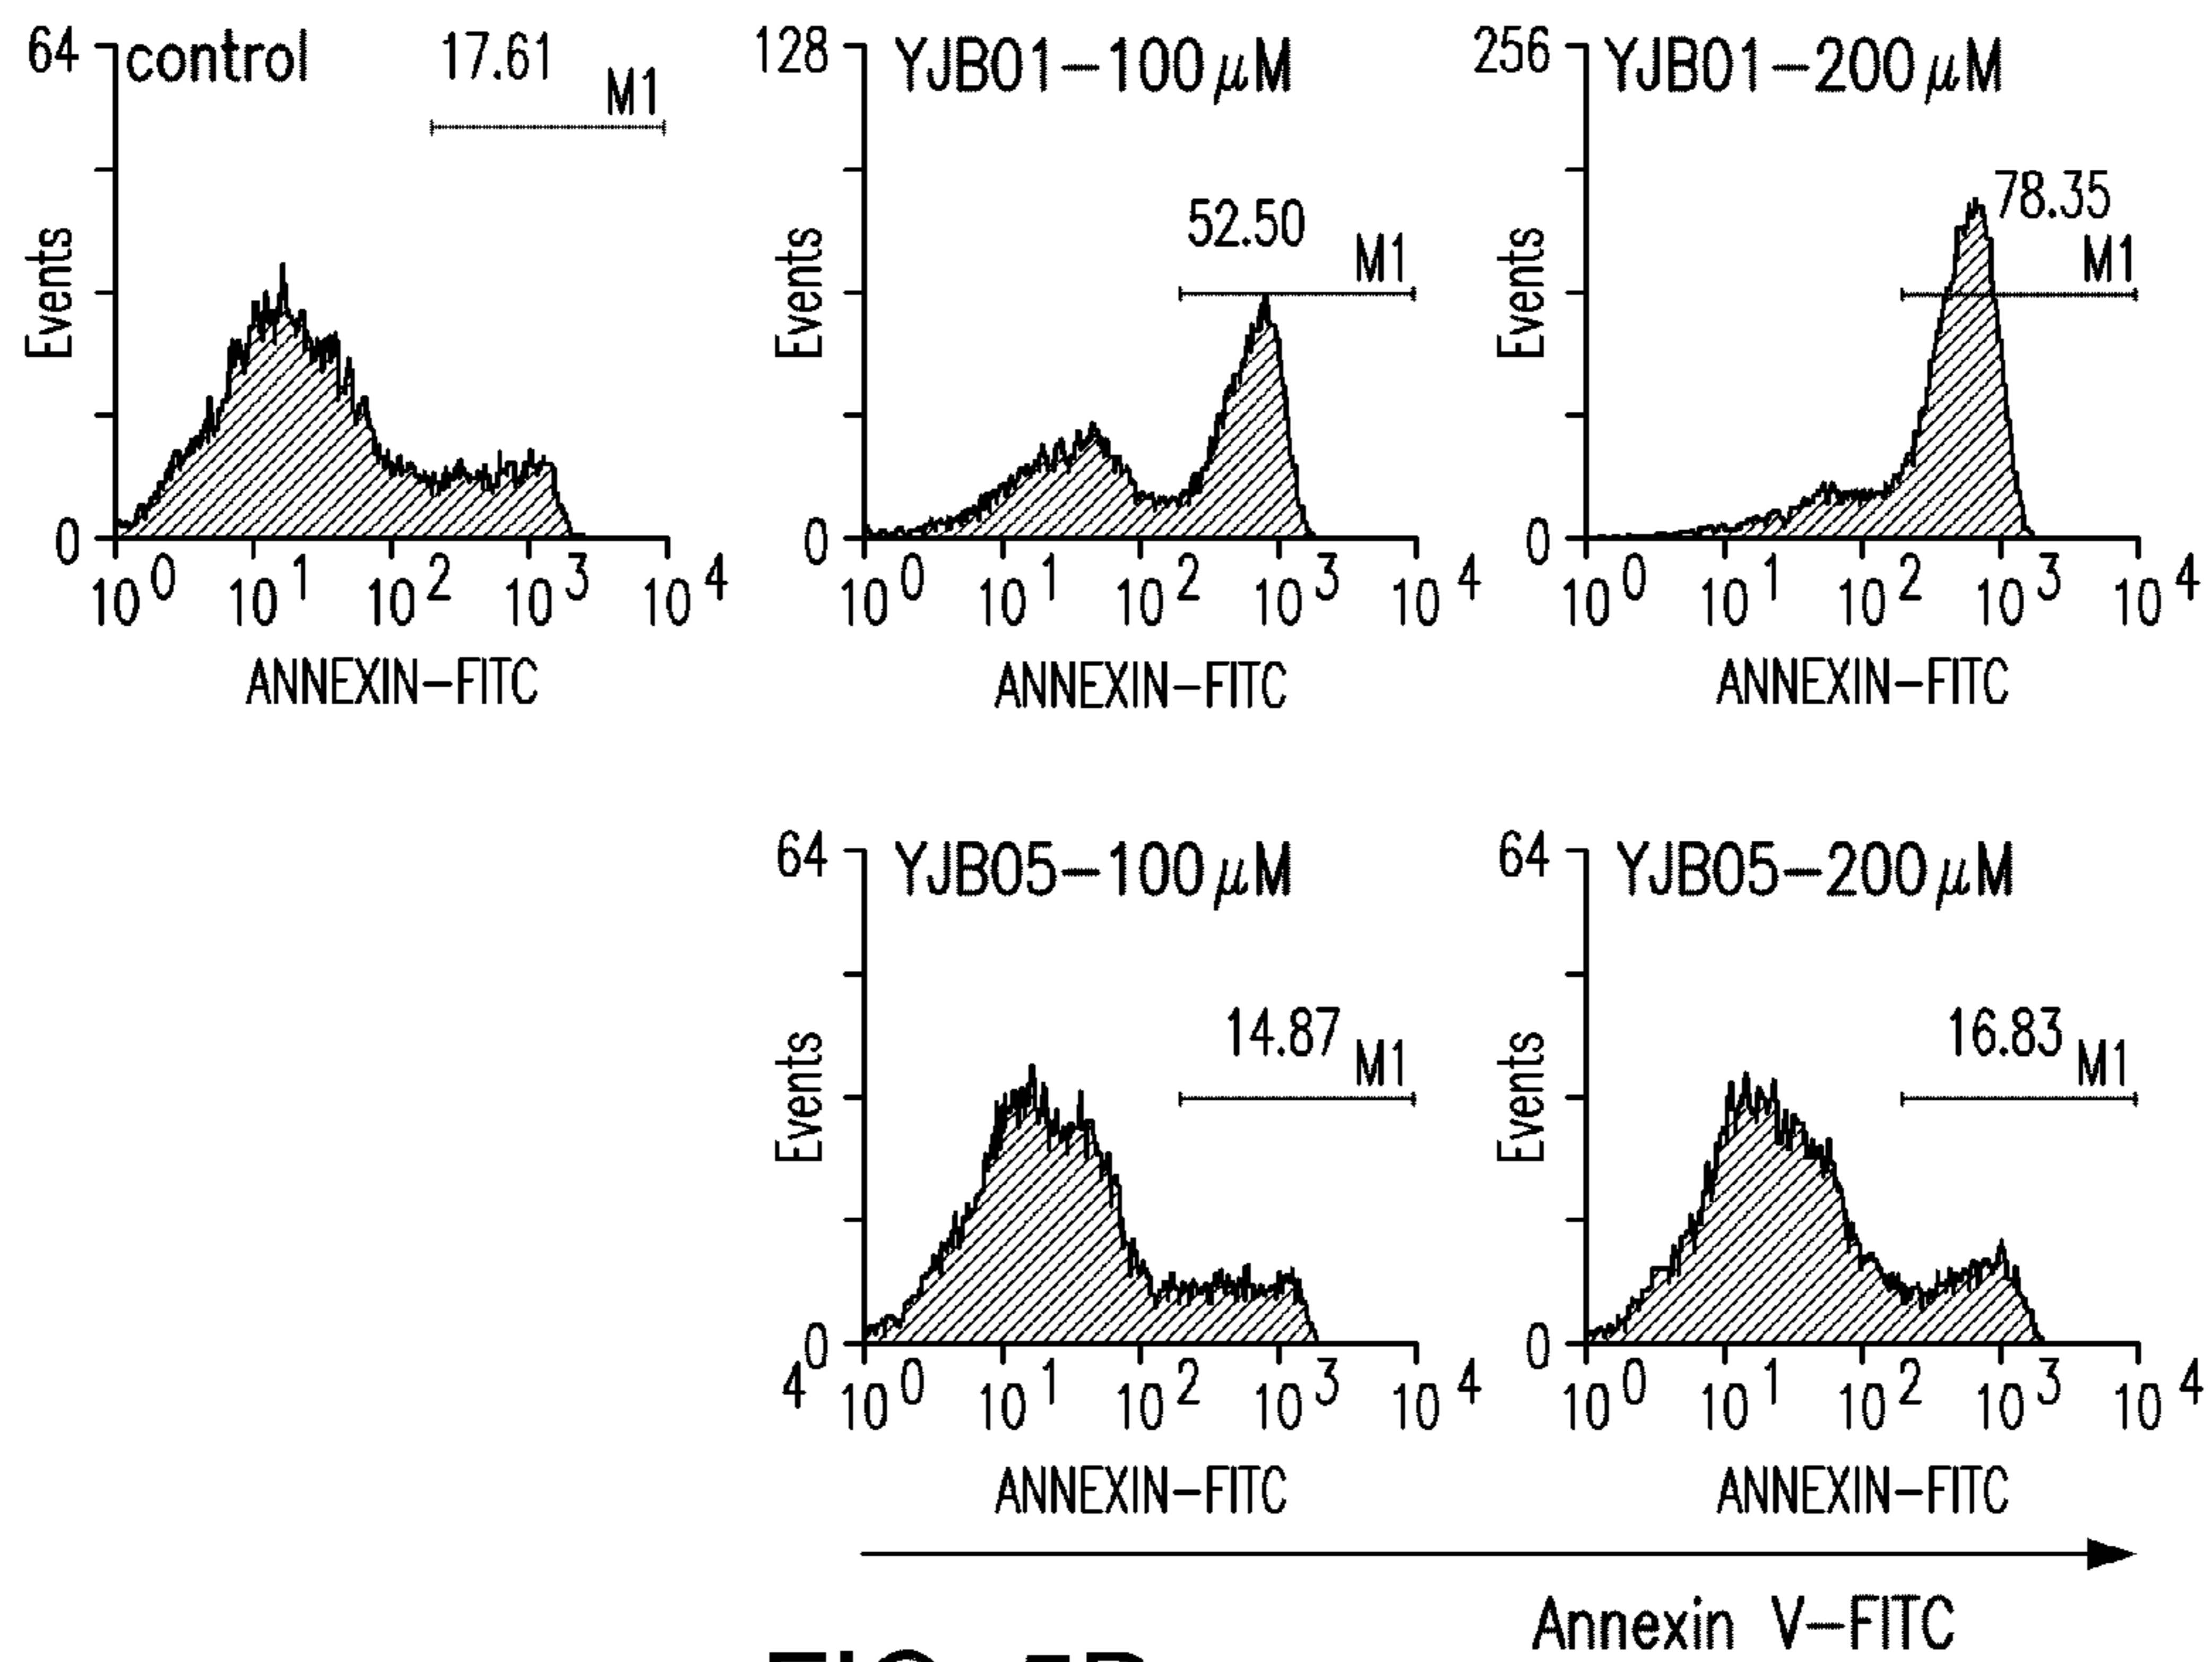 64 control 17.61 M1
Events
0
10^0 10^1 10^2 10^3 10^4
ANNEXIN-FITC
128 YJB01-100 μM
52.50 M1
Events
0
10^0 10^1 10^2 10^3 10^4
ANNEXIN-FITC
256 YJB01-200 μM
78.35 M1
Events
0
10^0 10^1 10^2 10^3 10^4
ANNEXIN-FITC
64 YJB05-100 μM
14.87 M1
Events
0
4 10^0 10^1 10^2 10^3 10^4
ANNEXIN-FITC
64 YJB05-200 μM
16.83 M1
Events
0
10^0 10^1 10^2 10^3 10^4
ANNEXIN-FITC
Annexin V-FITC